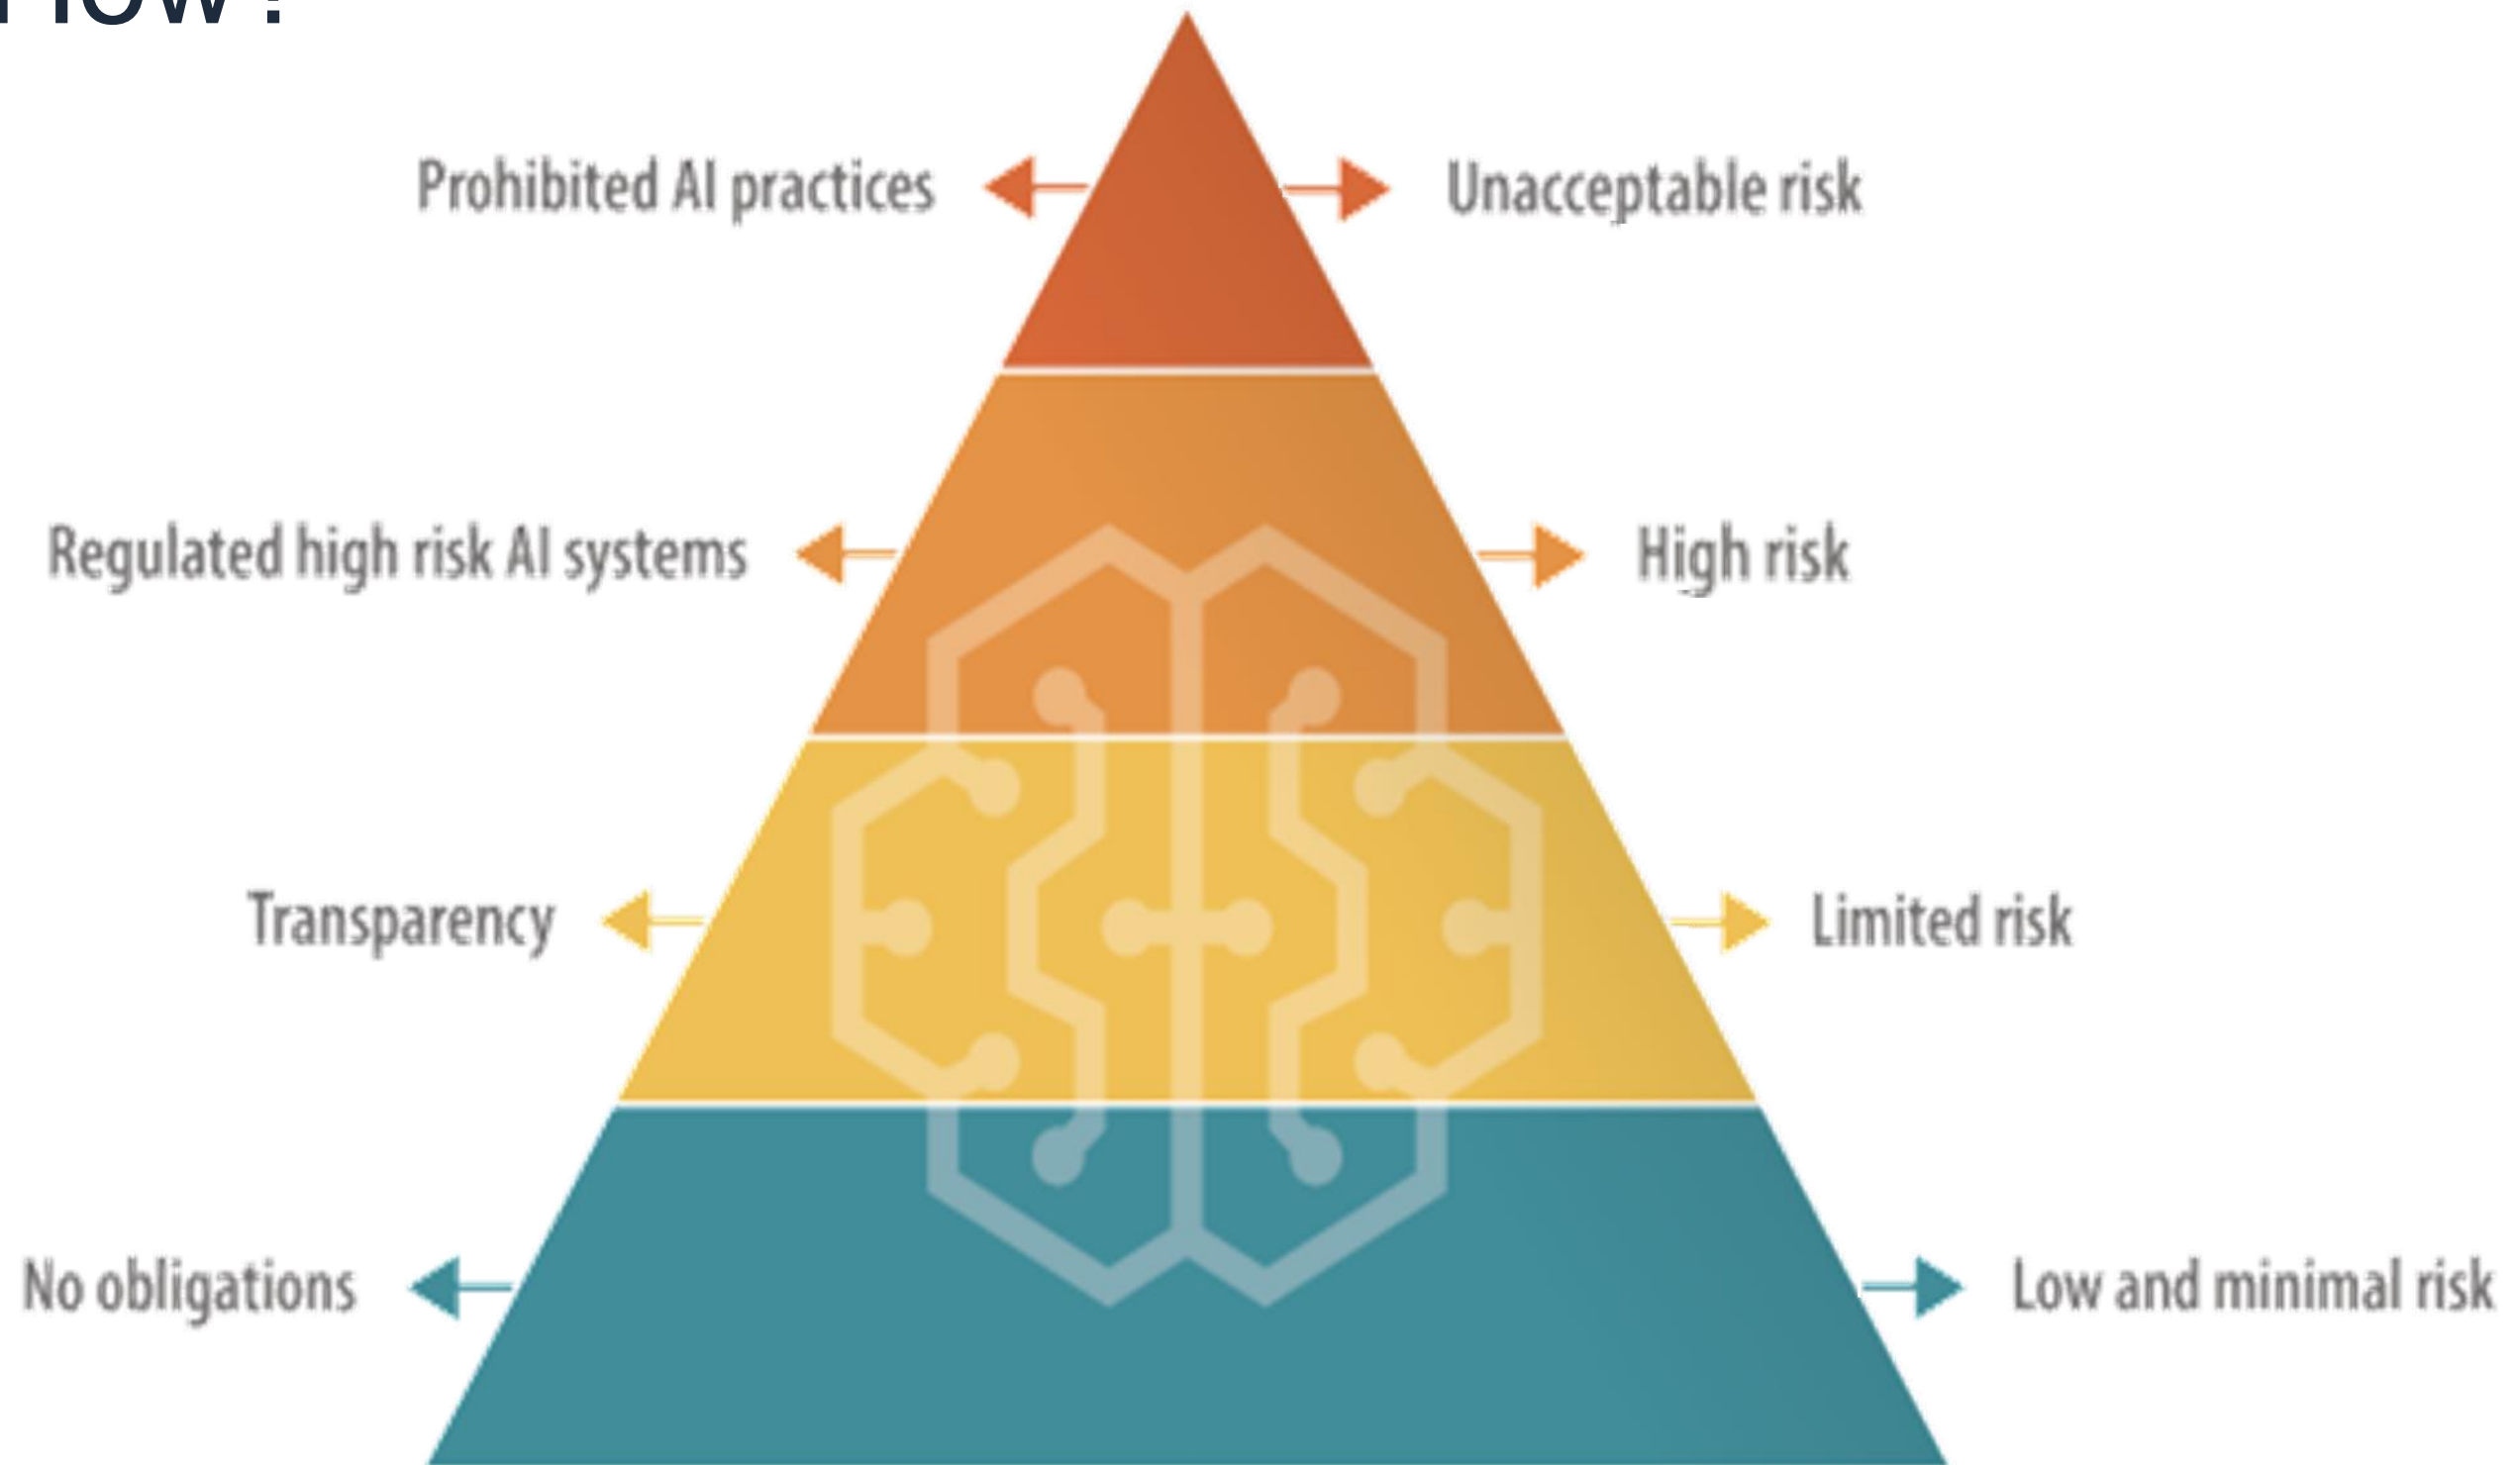 How?
Prohibited AI practices
Unacceptable risk
Regulated high risk AI systems
High risk
Transparency
Limited risk
No obligations
Low and minimal risk